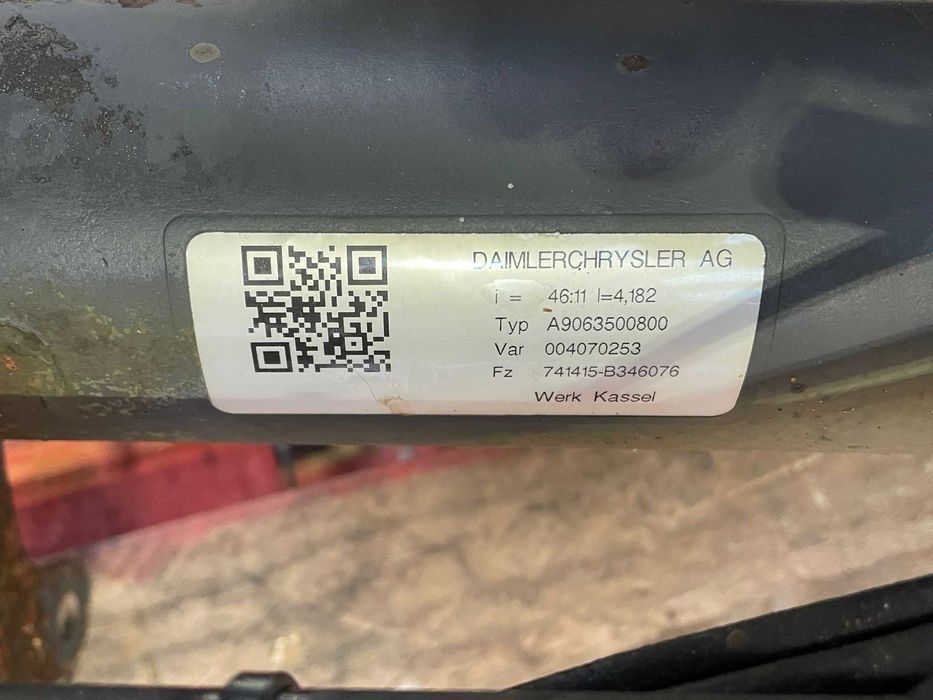 DAIMLERCHRYSLER AG
i = 46:11 I=4,182
Typ A9063500800
Var 004070253
Fz 741415-B346076
Werk Kassel